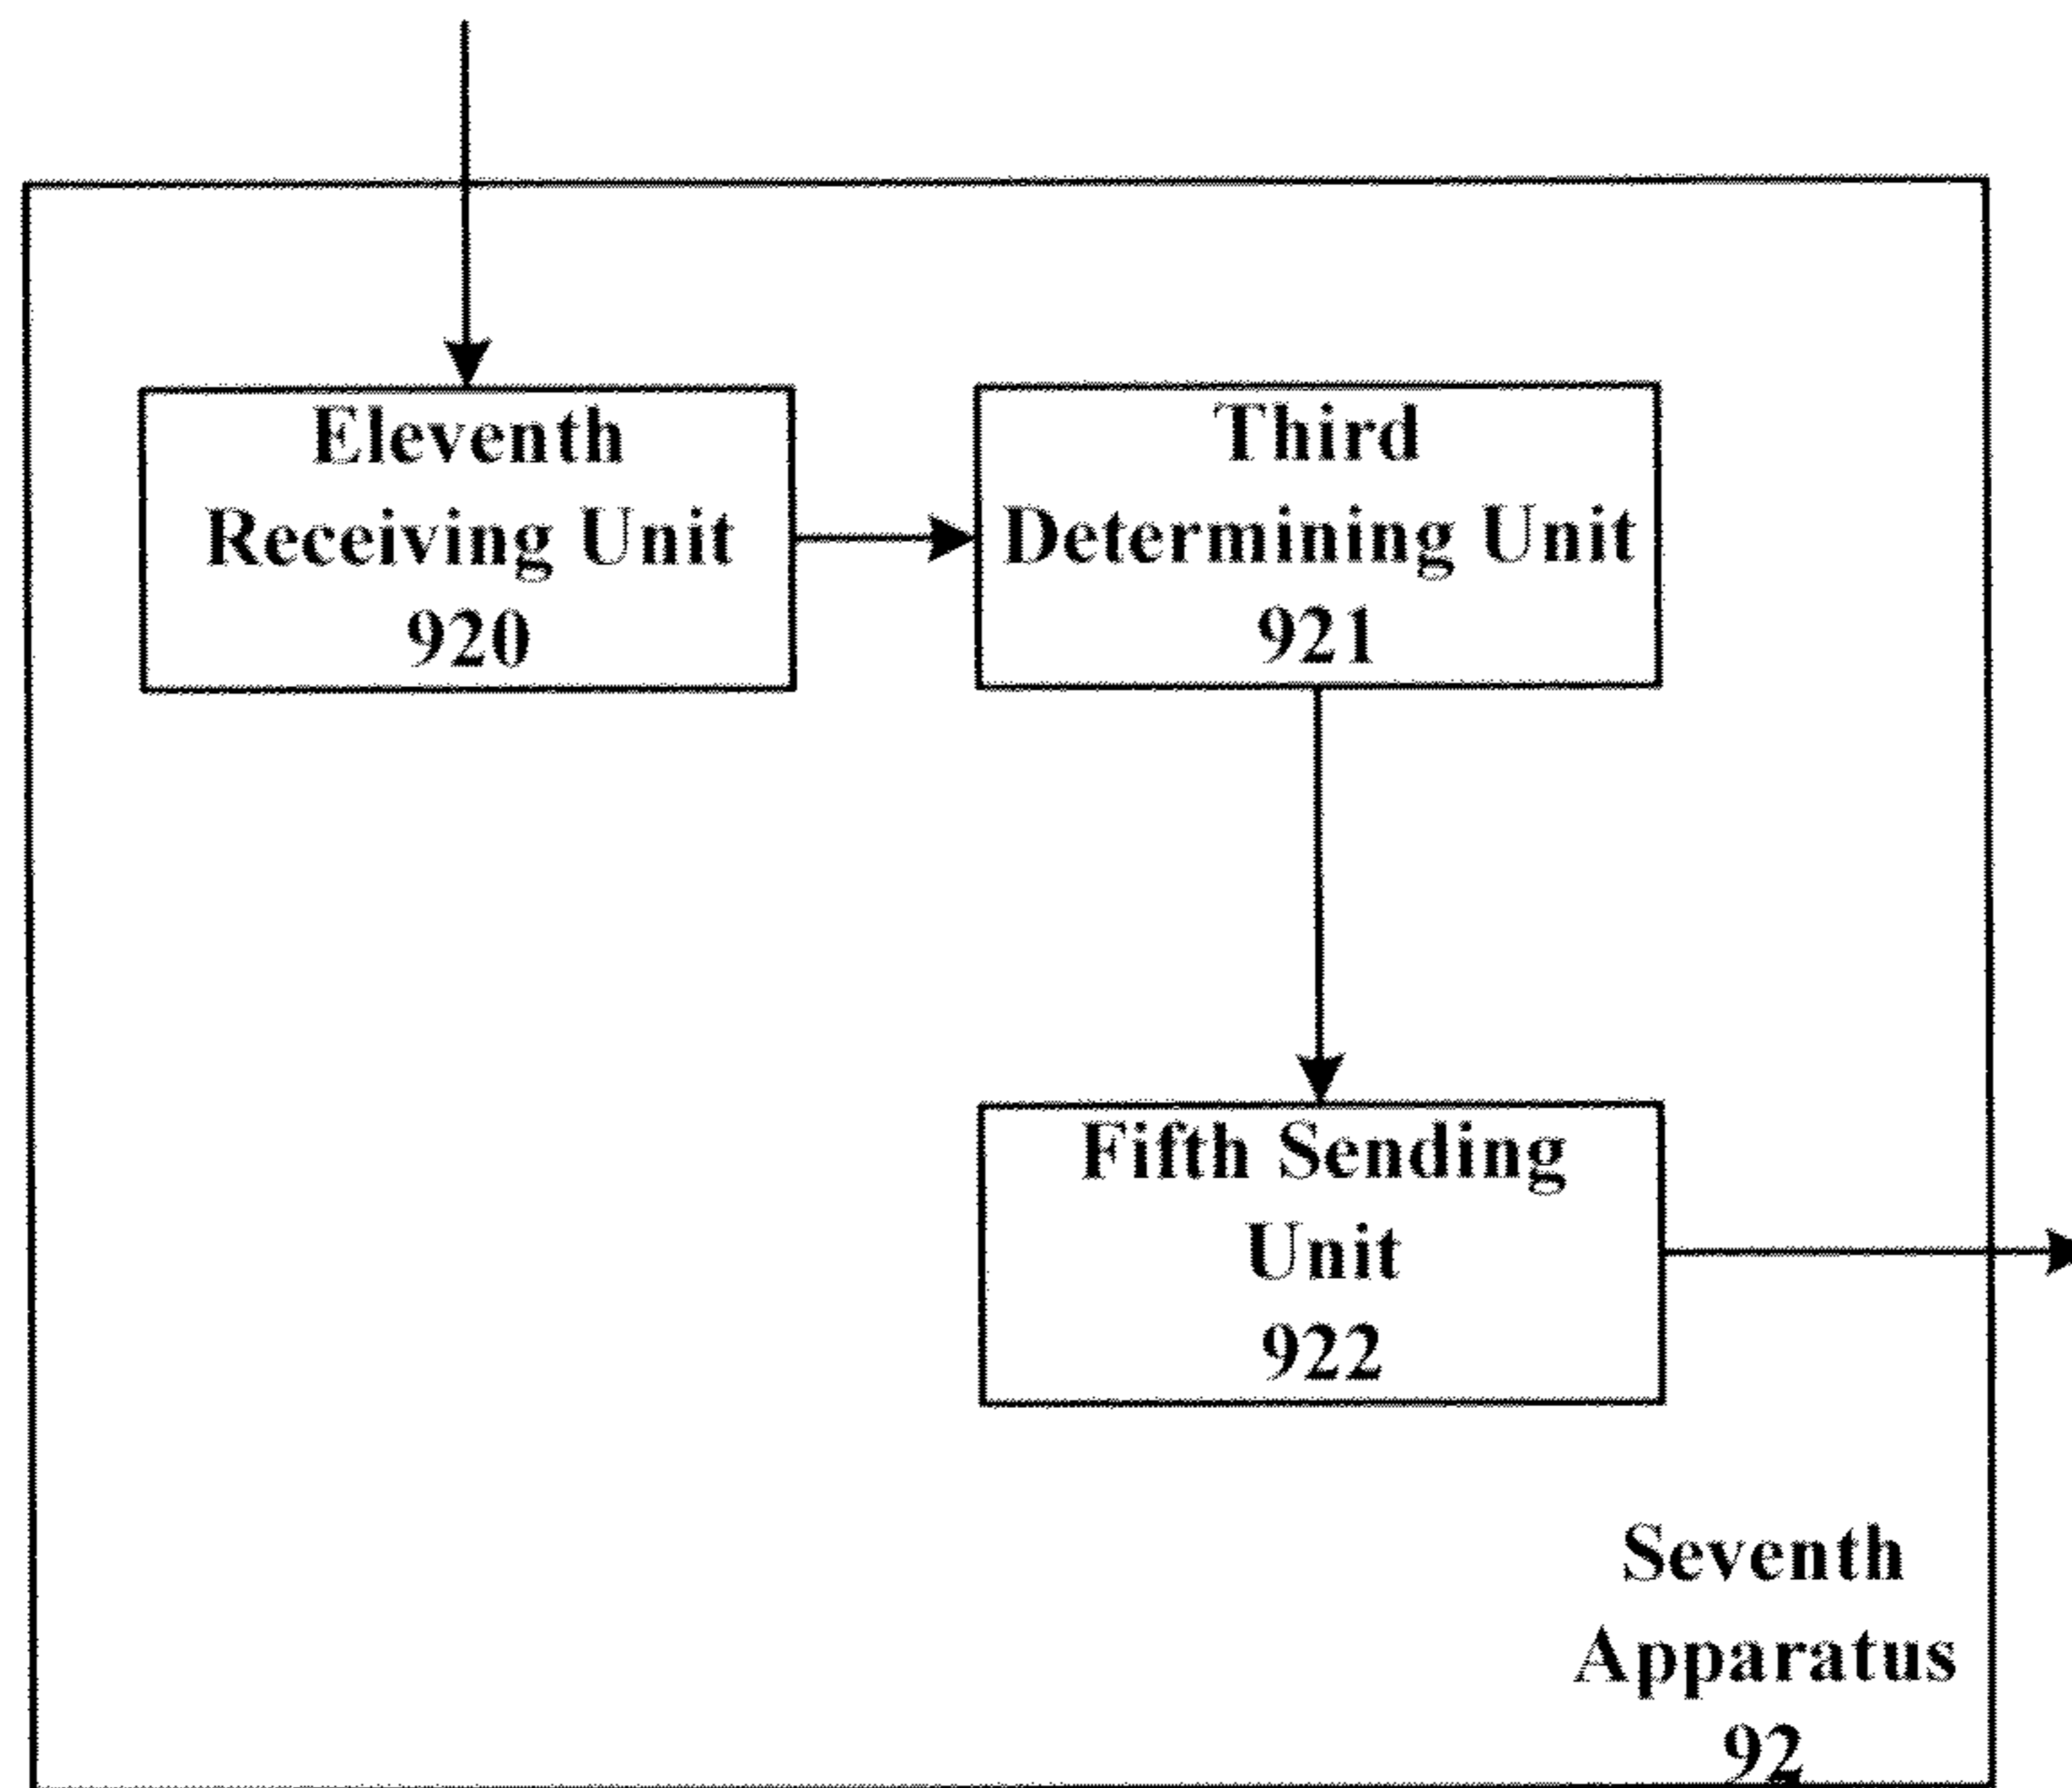 Eleventh
Receiving Unit
920
Third
Determining Unit
921
Fifth Sending
Unit
922
Seventh
Apparatus
92